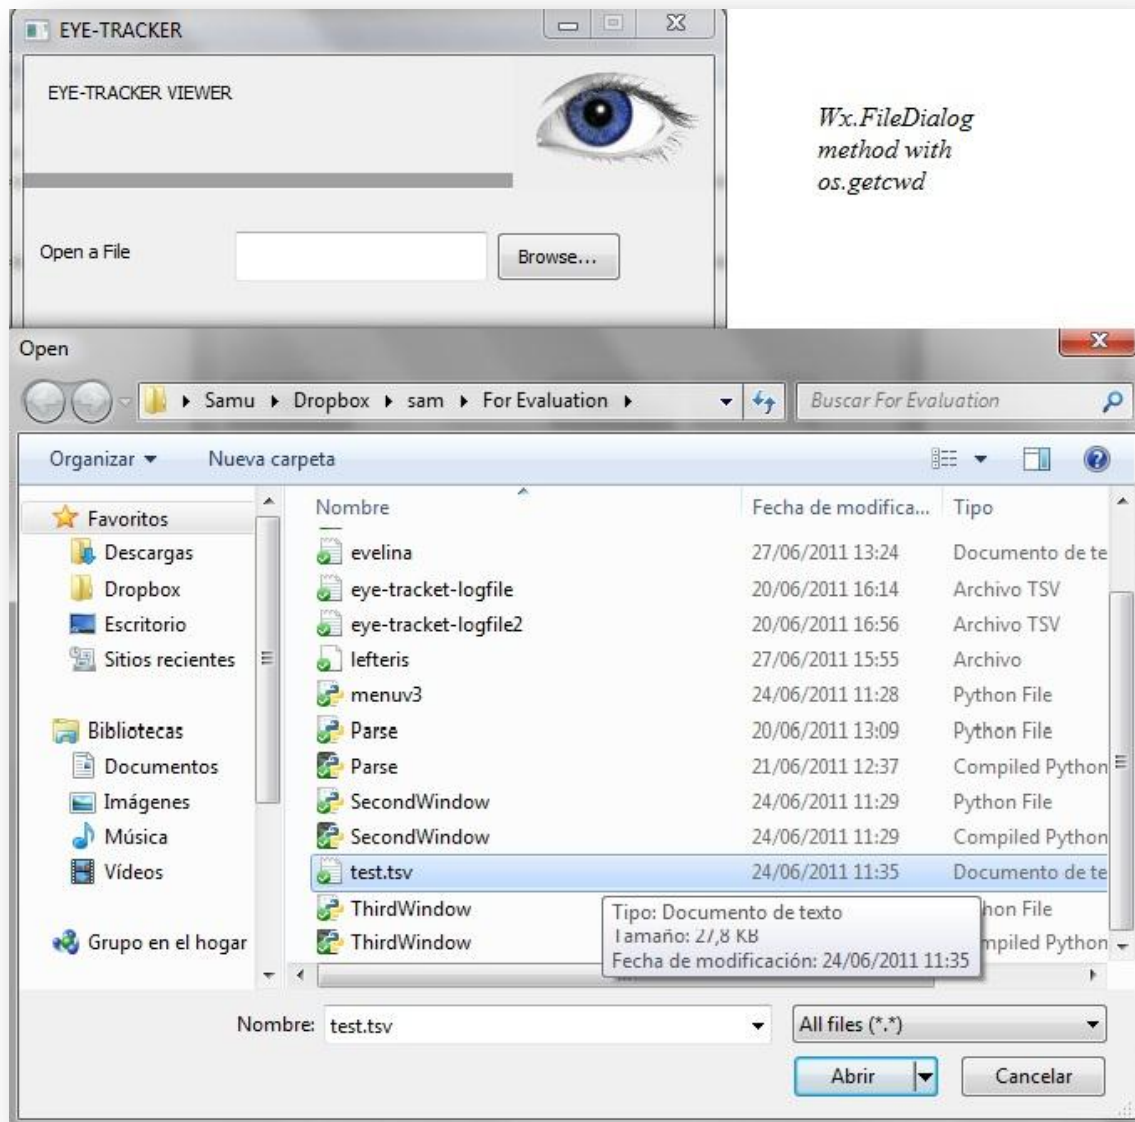 EYE-TRACKER
EYE-TRACKER VIEWER
Wx.FileDialog
method with
os.getcwd
Open a File
Browse...
Open
Samu Dropbox sam For Evaluation
Buscar For Evaluation
Organizar Nueva carpeta
Favoritos
Descargas
Dropbox
Escritorio
Sitios recientes
Bibliotecas
Documentos
Imágenes
Música
Vídeos
Grupo en el hogar
Nombre Fecha de modifica... Tipo
evelina 27/06/2011 13:24 Documento de te
eye-tracket-logfile 20/06/2011 16:14 Archivo TSV
eye-tracket-logfile2 20/06/2011 16:56 Archivo TSV
lefteris 27/06/2011 15:55 Archivo
menuv3 24/06/2011 11:28 Python File
Parse 20/06/2011 13:09 Python File
Parse 21/06/2011 12:37 Compiled Python
SecondWindow 24/06/2011 11:29 Python File
SecondWindow 24/06/2011 11:29 Compiled Python
test.tsv 24/06/2011 11:35 Documento de te
ThirdWindow hon File
ThirdWindow mpiled Python
Tipo: Documento de texto
Tamaño: 27,8 KB
Fecha de modificación: 24/06/2011 11:35
Nombre: test.tsv All files (*.*)
Abrir Cancelar